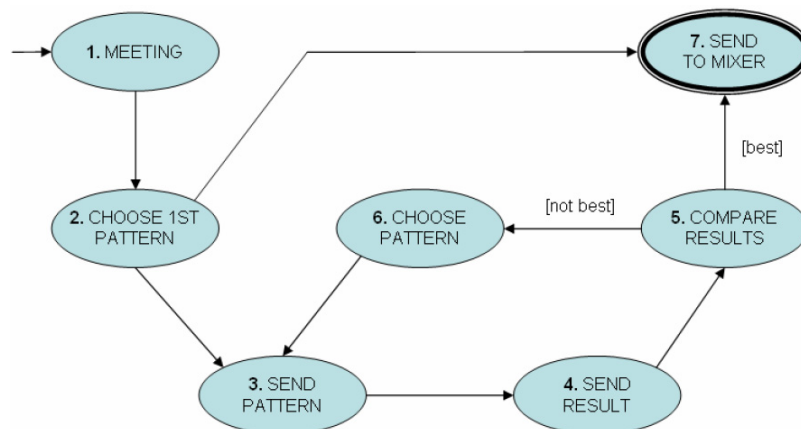 1. MEETING
7. SEND
TO MIXER
[best]
2. CHOOSE 1ST
PATTERN
6. CHOOSE
PATTERN
[not best]
5. COMPARE
RESULTS
3. SEND
PATTERN
4. SEND
RESULT